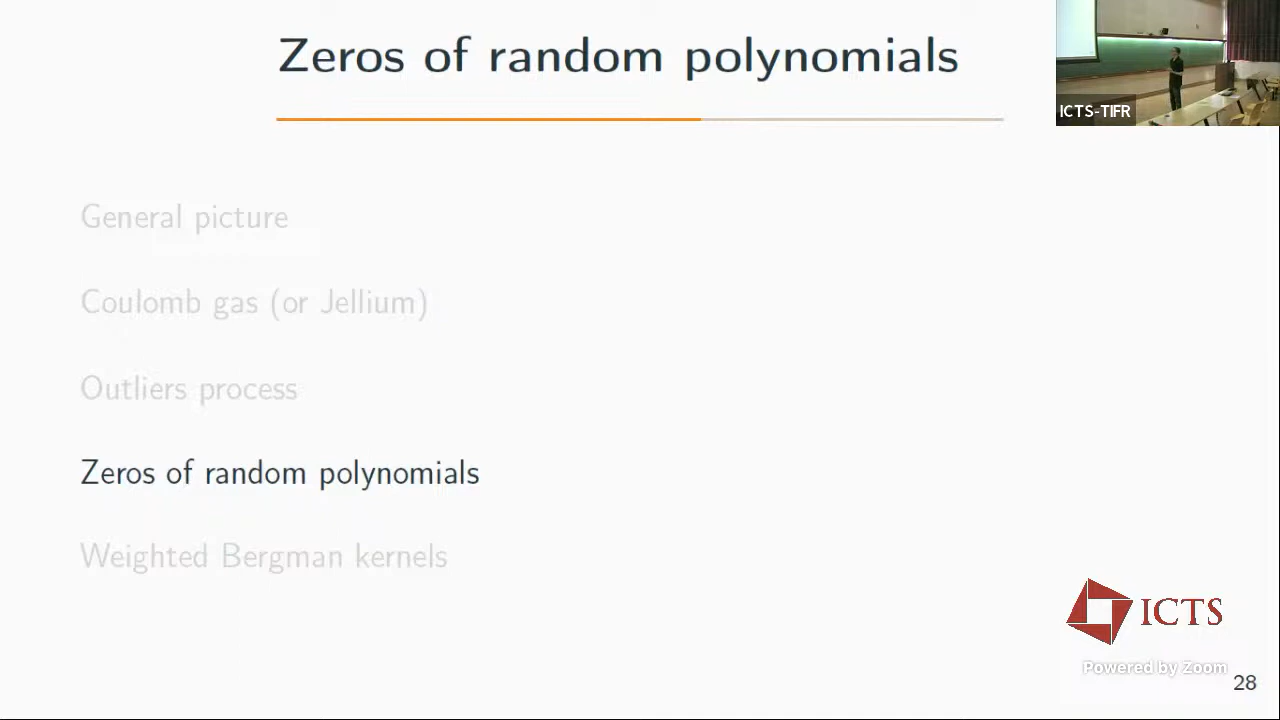 Zeros of random polynomials
ICTS-TIFR
General picture
Coulomb gas (or Jellium)
Outliers process
Zeros of random polynomials
Weighted Bergman kernels
ICTS
Powered by Zoom
28